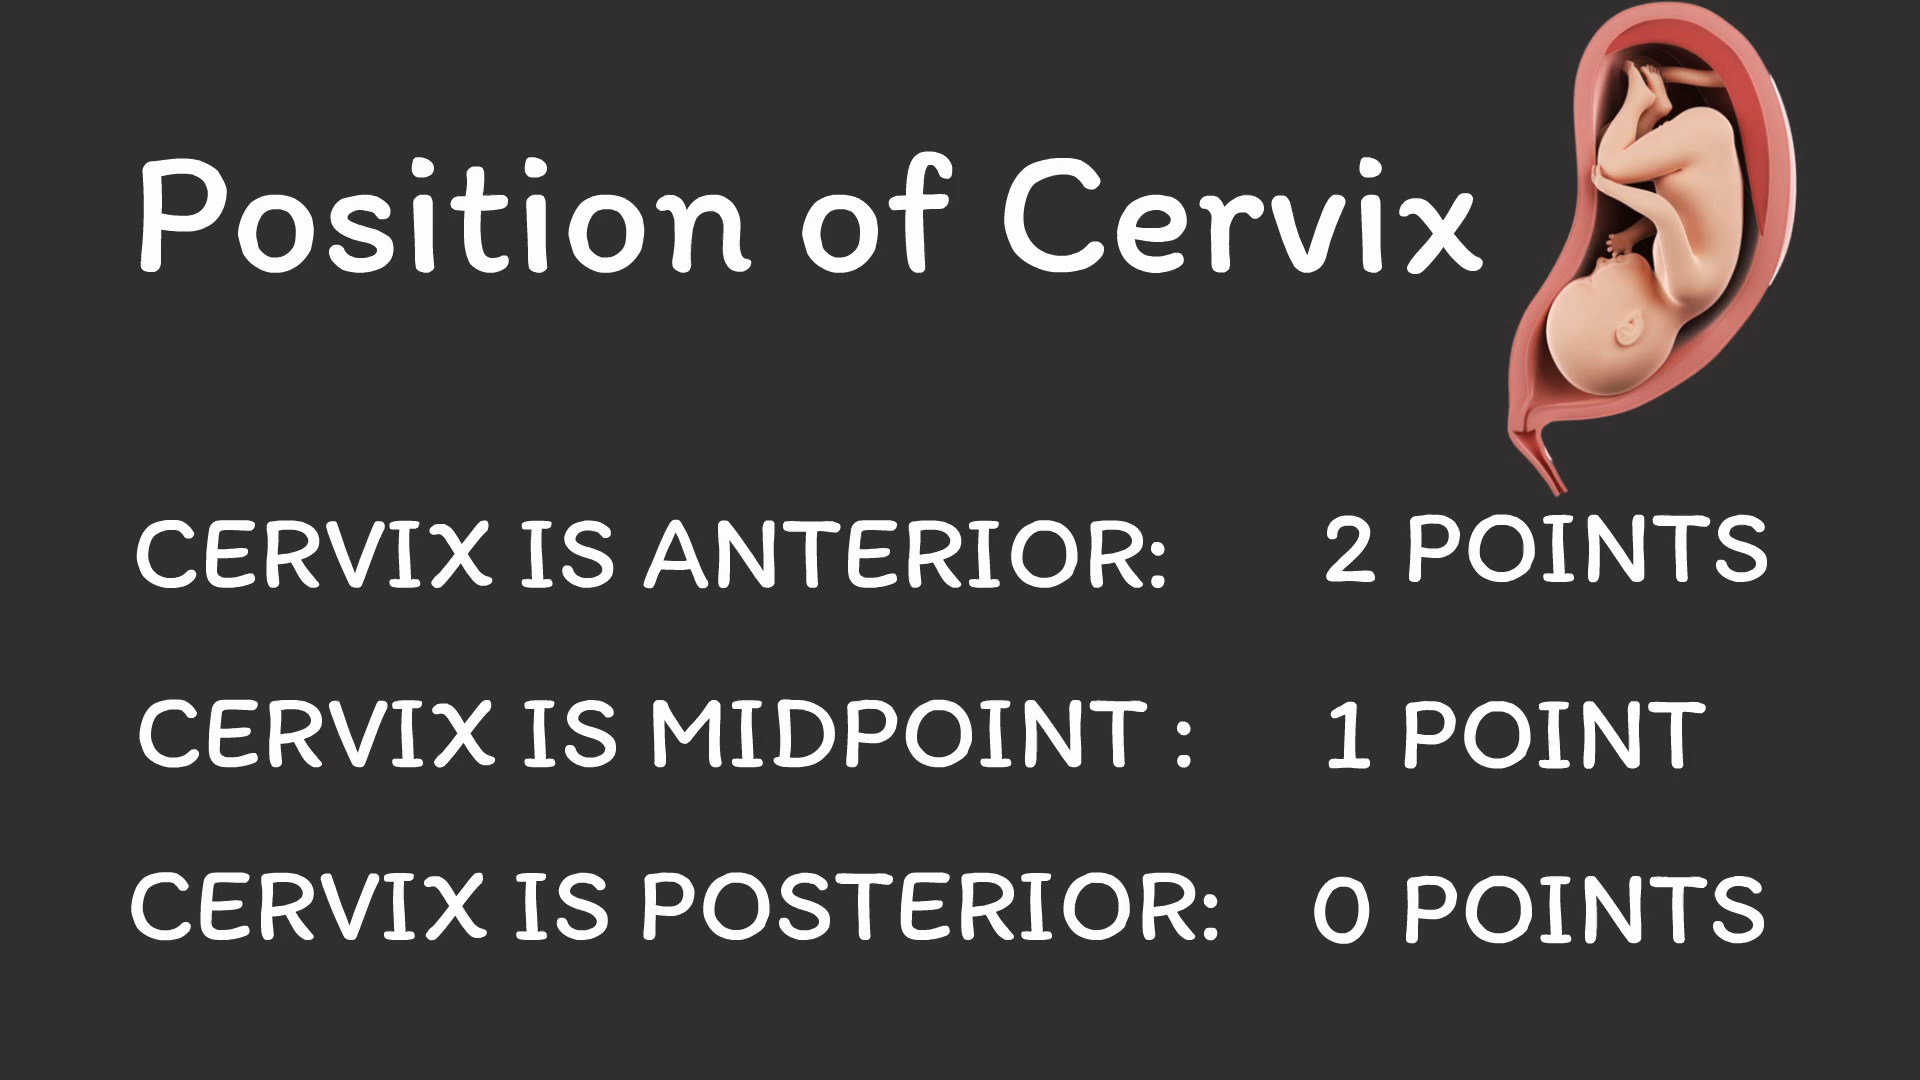 Position of Cervix
CERVIX IS ANTERIOR: 2 POINTS
CERVIX IS MIDPOINT : 1 POINT
CERVIX IS POSTERIOR: 0 POINTS